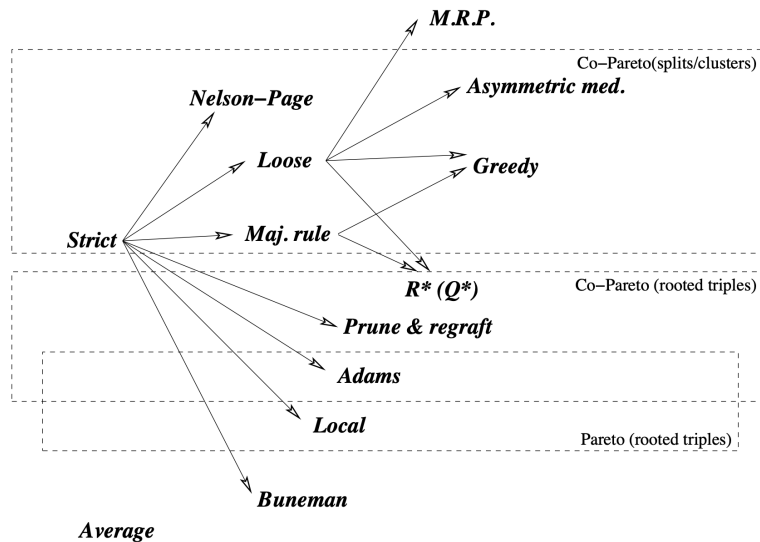 M.R.P.
Co−Pareto(splits/clusters)
Asymmetric med.
Nelson−Page
Loose
Greedy
Strict
Maj. rule
R* (Q*)
Co−Pareto (rooted triples)
Prune & regraft
Adams
Local
Pareto (rooted triples)
Buneman
Average